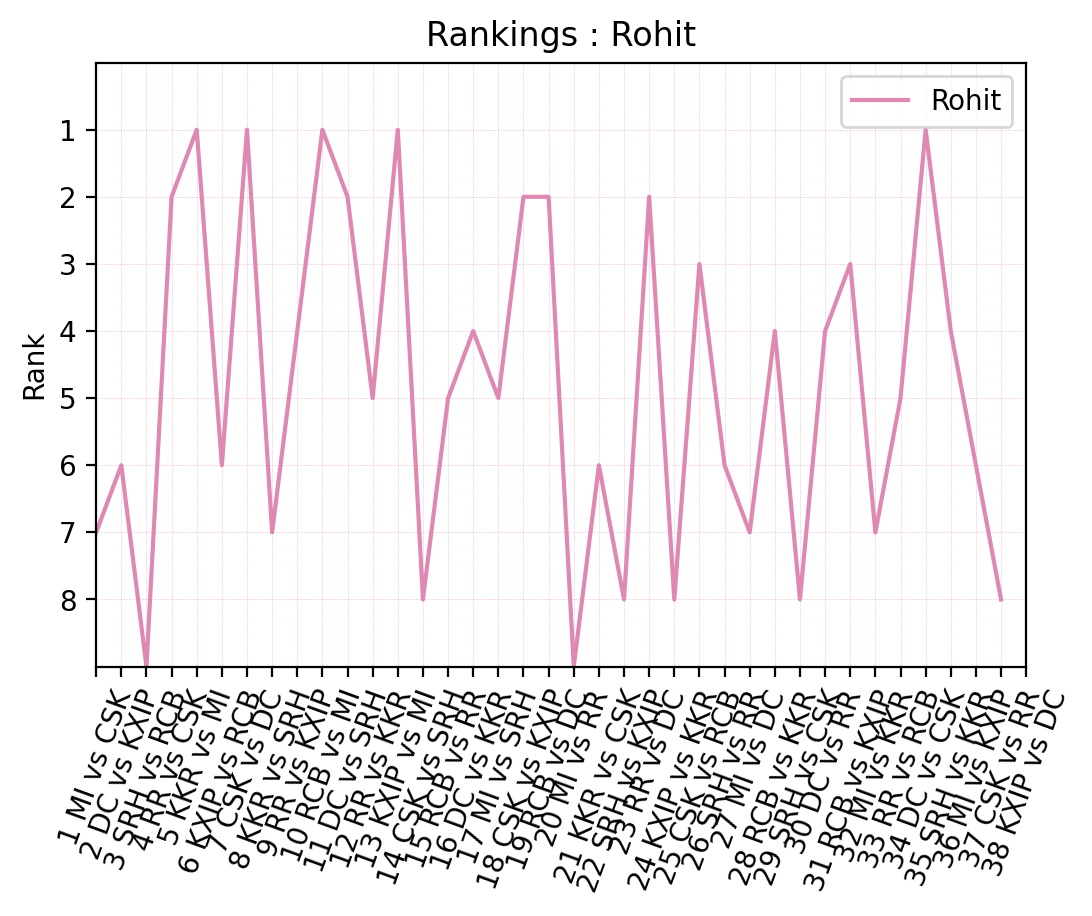 Rankings : Rohit
Rohit
Rank
1
2
3
4
5
6
7
8
1 MI vs CSK
2 DC vs KXIP
3 SRH vs RCB
4 RR vs CSK
5 KKR vs MI
6 KXIP vs RCB
7 CSK vs DC
8 KKR vs SRH
9 RR vs KXIP
10 RCB vs MI
11 DC vs SRH
12 RR vs KKR
13 KXIP vs MI
14 CSK vs SRH
15 RCB vs RR
16 DC vs KKR
17 MI vs SRH
18 CSK vs KXIP
19 RCB vs DC
20 MI vs RR
21 KKR vs CSK
22 SRH vs KXIP
23 RR vs DC
24 KXIP vs KKR
25 CSK vs RCB
26 SRH vs RR
27 MI vs DC
28 RCB vs KKR
29 SRH vs CSK
30 DC vs RR
31 RCB vs KXIP
32 MI vs KKR
33 RR vs RCB
34 DC vs CSK
35 SRH vs KKR
36 MI vs KXIP
37 CSK vs RR
38 KXIP vs DC